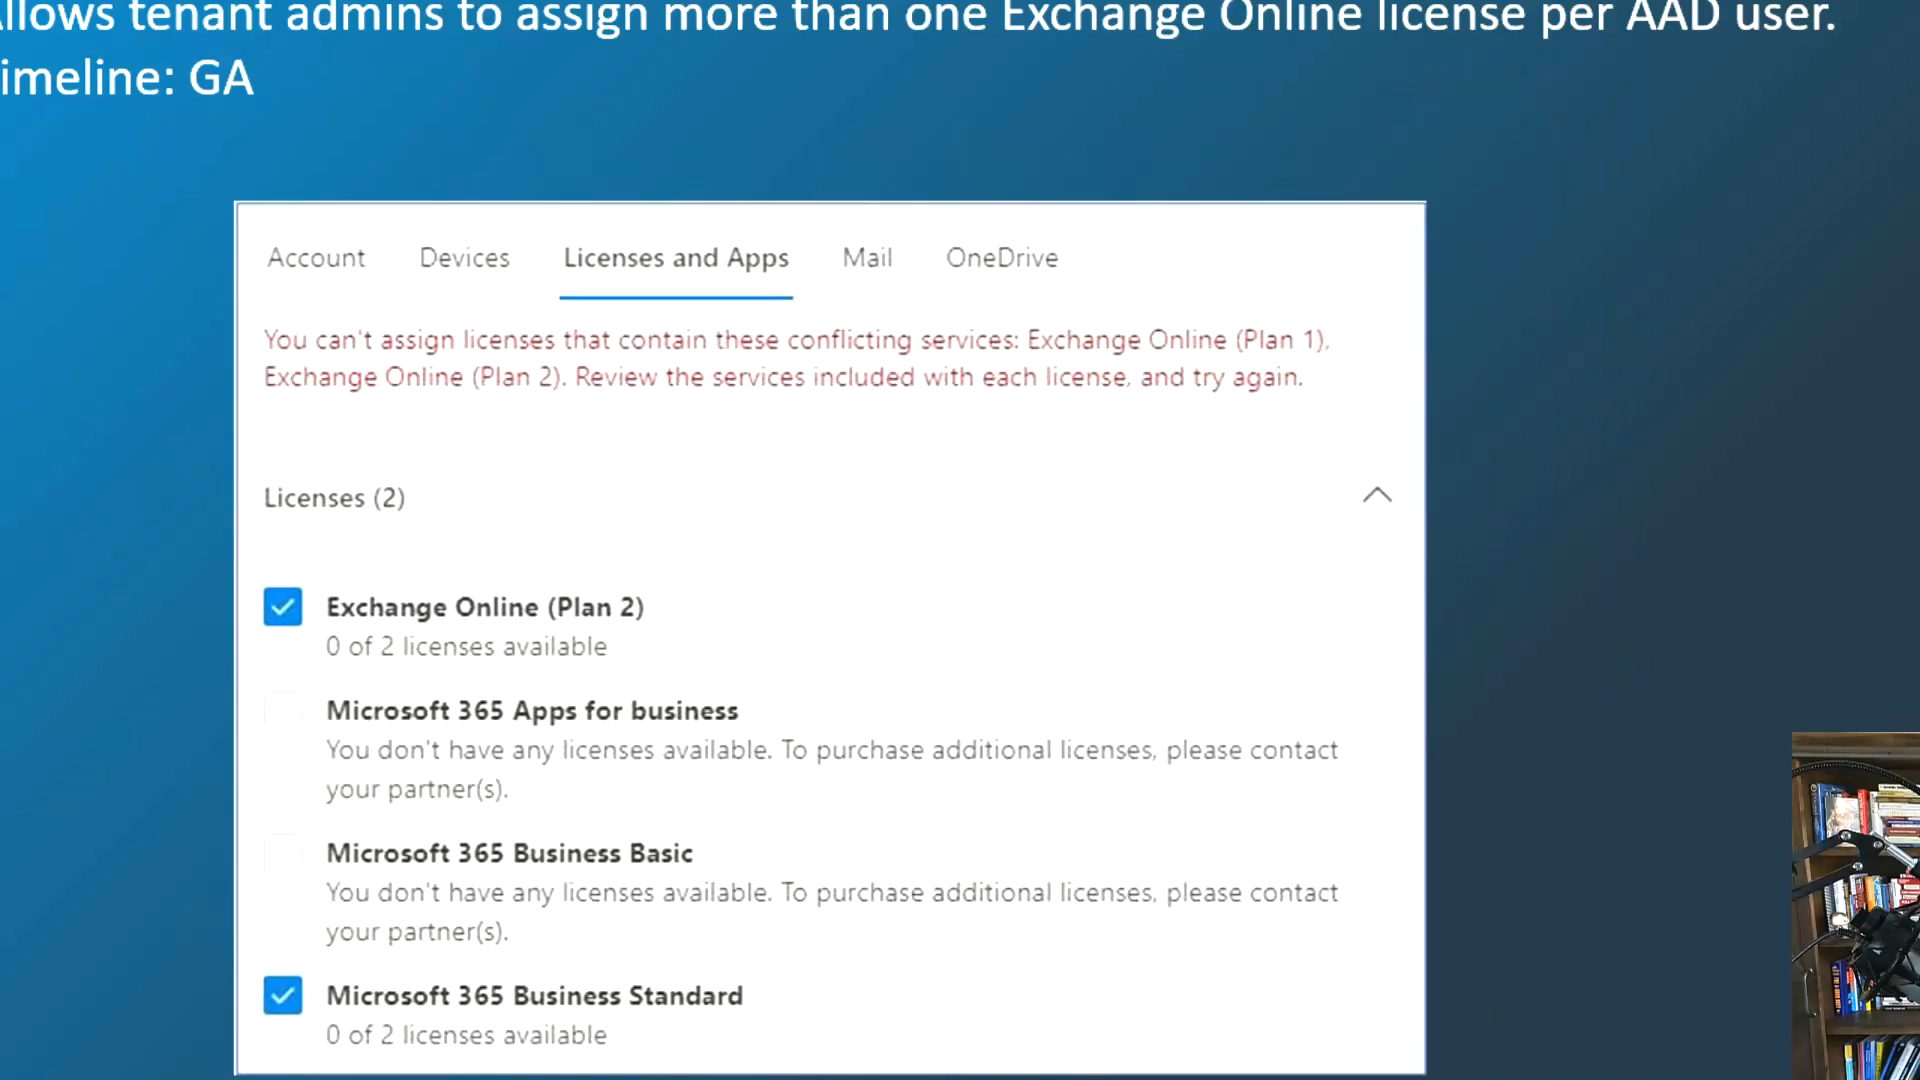 llows tenant admins to assign more than one Exchange Online license per AAD user.
imeline: GA
Account Devices Licenses and Apps Mail OneDrive
You can't assign licenses that contain these conflicting services: Exchange Online (Plan 1),
Exchange Online (Plan 2). Review the services included with each license, and try again.
Licenses (2)
Exchange Online (Plan 2)
0 of 2 licenses available
Microsoft 365 Apps for business
You don't have any licenses available. To purchase additional licenses, please contact
your partner(s).
Microsoft 365 Business Basic
You don't have any licenses available. To purchase additional licenses, please contact
your partner(s).
Microsoft 365 Business Standard
0 of 2 licenses available